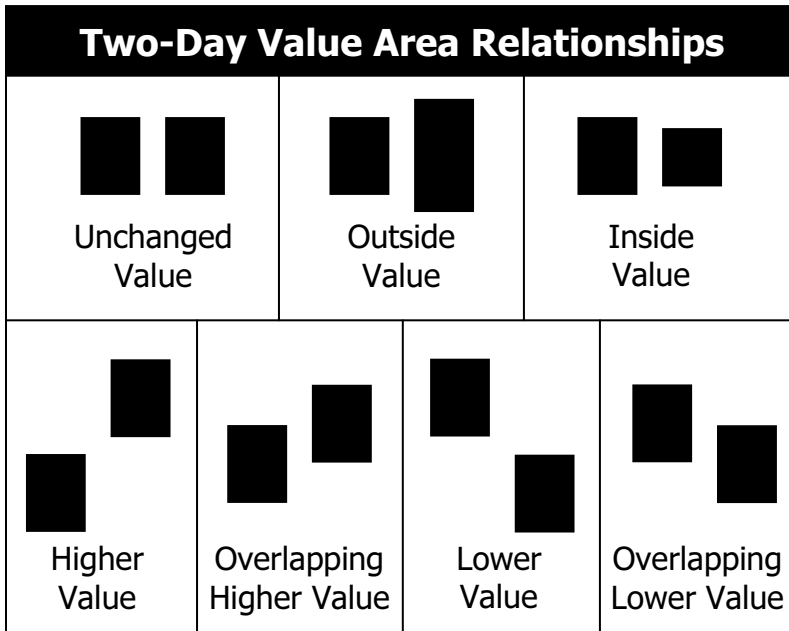 Two-Day Value Area Relationships
Unchanged
Value
Outside
Value
Inside
Value
Higher
Value
Overlapping
Higher Value
Lower
Value
Overlapping
Lower Value